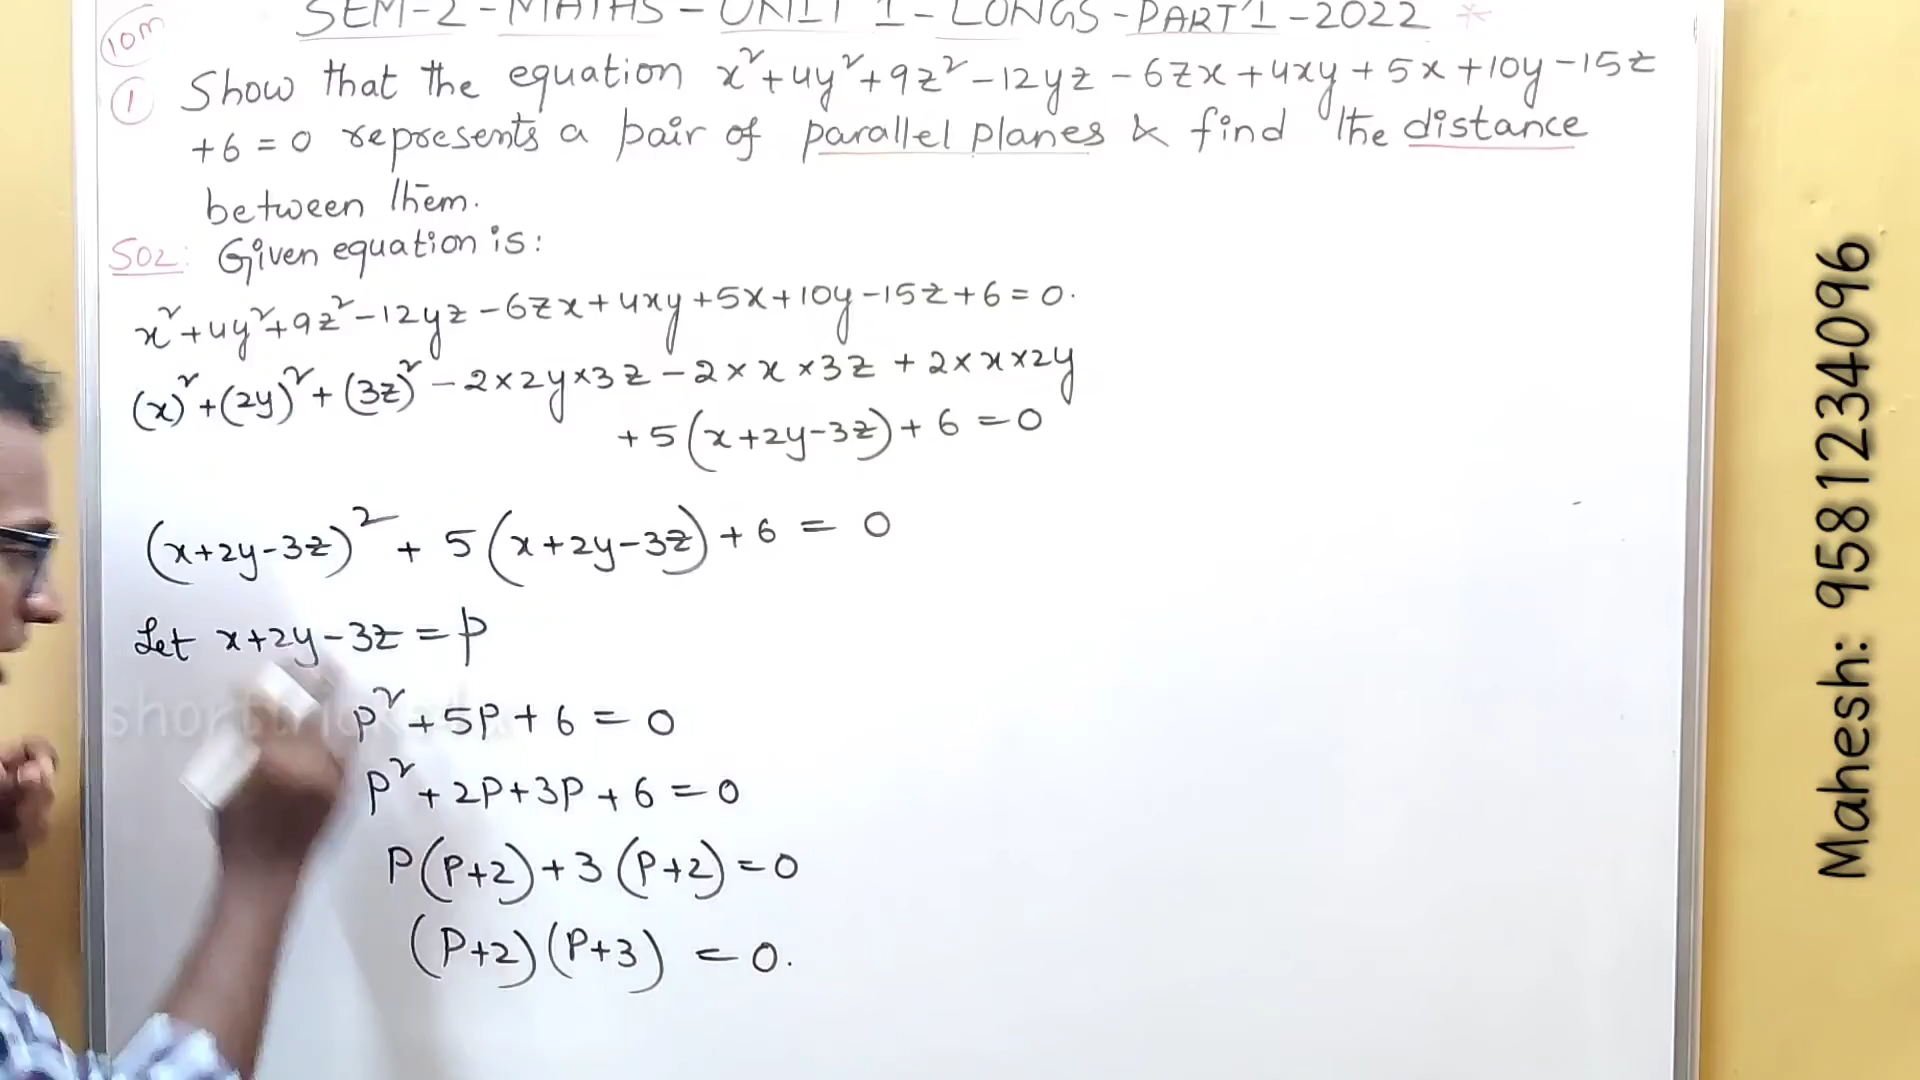 SEM-2-MATHS-UNIT 1-LONGS-PART 1-2022 *
10m
1 Show that the equation x²+4y²+9z²-12yz-6zx+4xy+5x+10y-15z
+6=0 represents a pair of parallel planes & find the distance
between them.
Sol: Given equation is:
x²+4y²+9z²-12yz-6zx+4xy+5x+10y-15z+6=0.
(x)²+(2y)²+(3z)²-2×2y×3z-2×x×3z+2×x×2y
+5(x+2y-3z)+6=0
(x+2y-3z)²+5(x+2y-3z)+6=0
Let x+2y-3z=p
p²+5p+6=0
p²+2p+3p+6=0
p(p+2)+3(p+2)=0
(p+2)(p+3)=0.
Mahesh: 9581234096